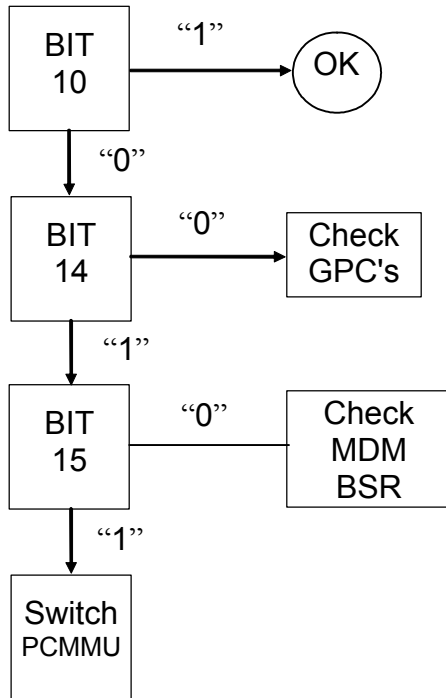 BIT
10
“1”
OK
“0”
BIT
14
“0”
Check
GPC's
“1”
BIT
15
“0”
Check
MDM
BSR
“1”
Switch
PCMMU